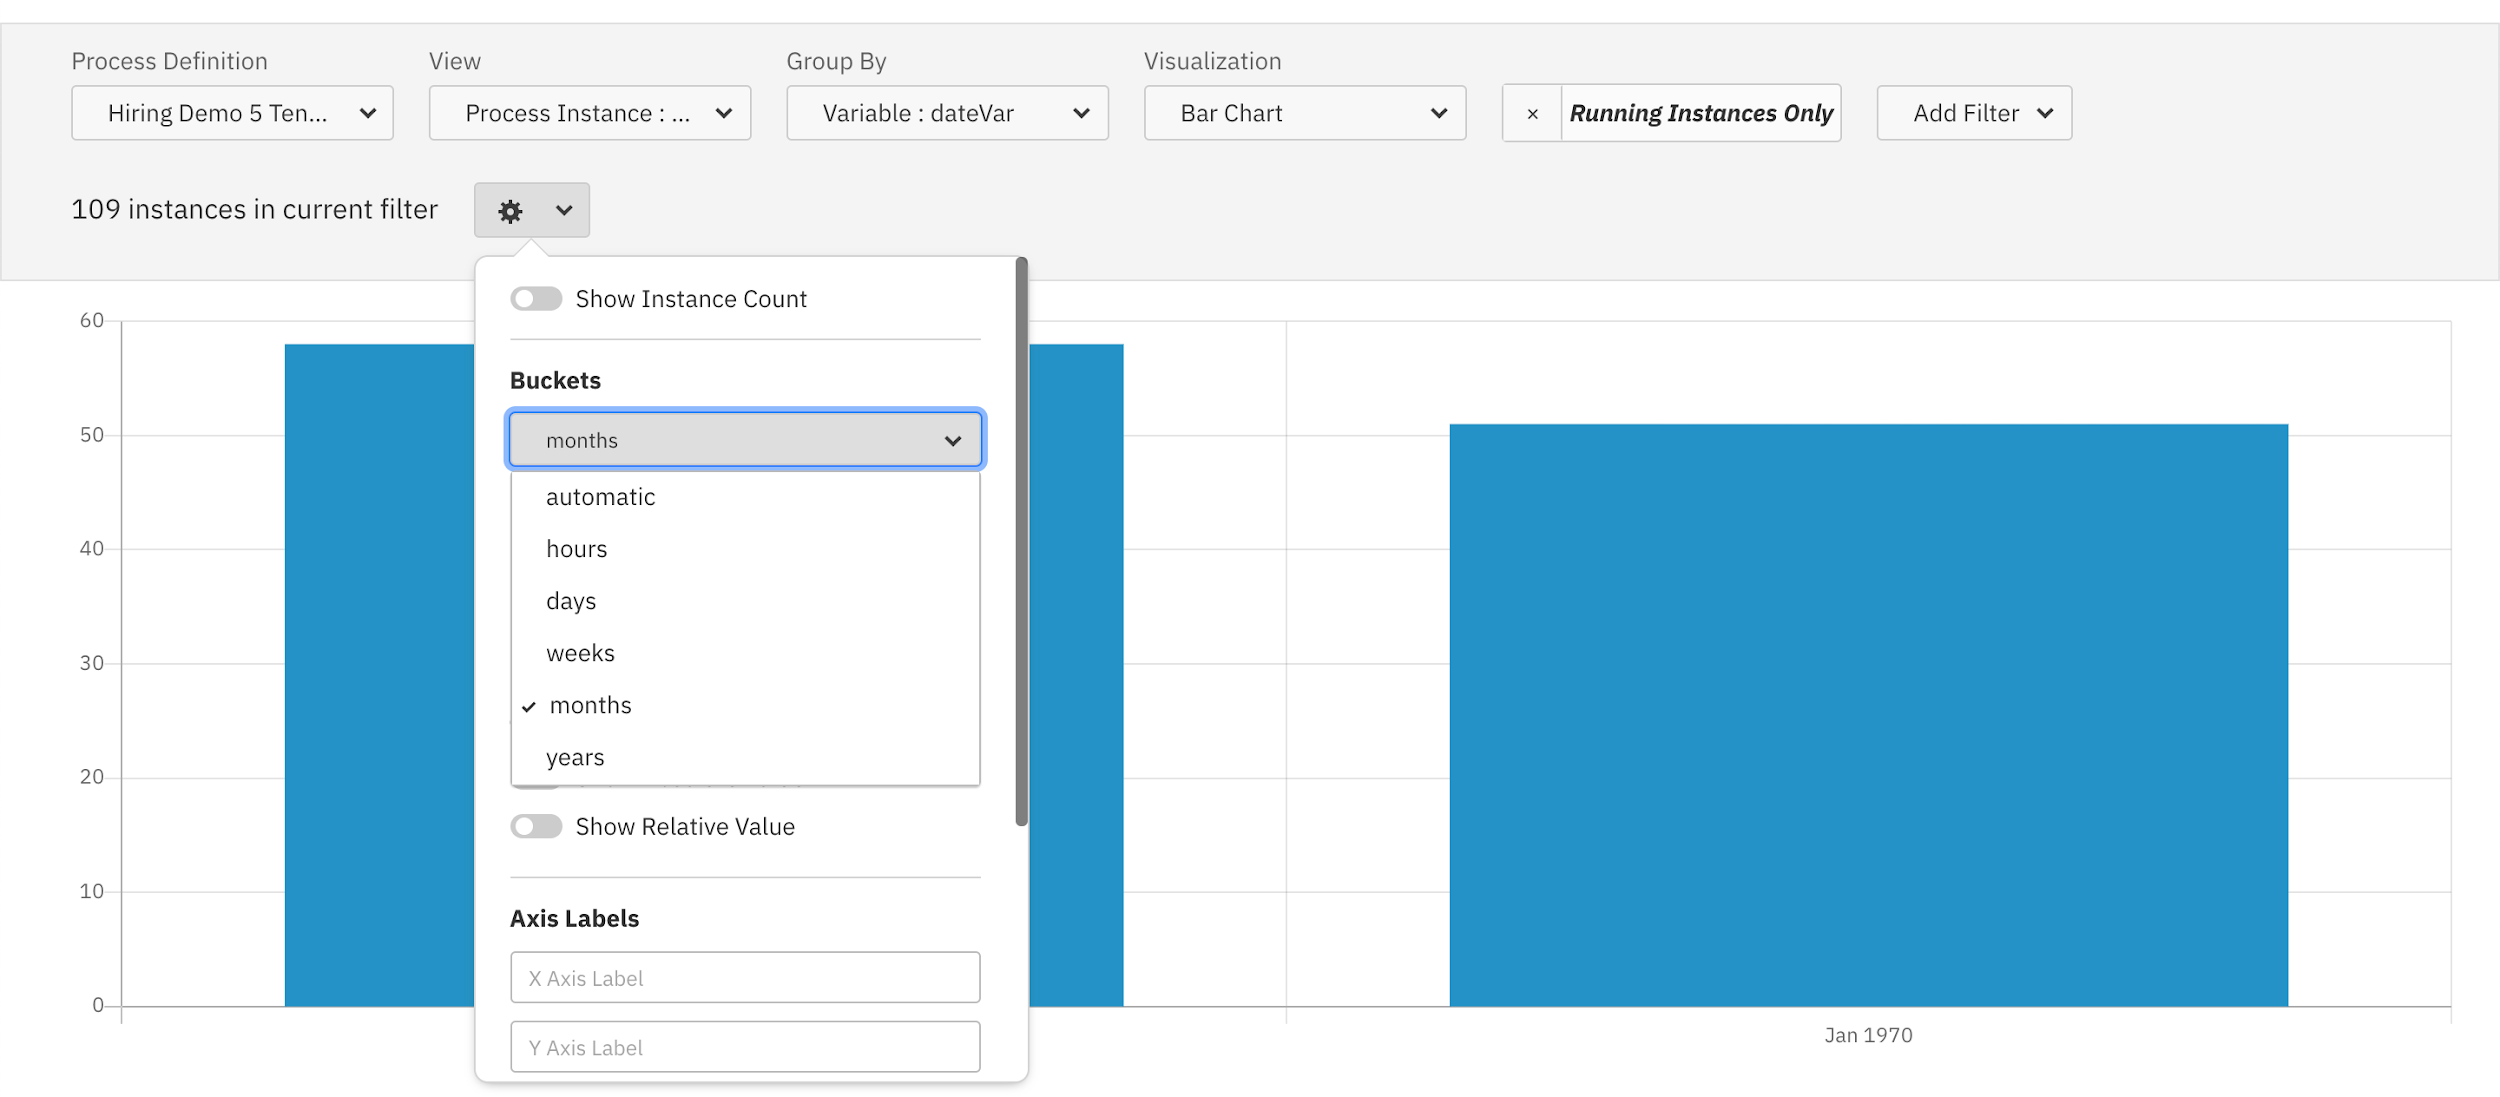 Process Definition View Group By Visualization
Hiring Demo 5 Ten... Process Instance : ... Variable : dateVar Bar Chart × Running Instances Only Add Filter
109 instances in current filter
Show Instance Count
Buckets
months
automatic
hours
days
weeks
months
years
Show Relative Value
Axis Labels
X Axis Label
Y Axis Label
60
50
40
30
20
10
0
Jan 1970